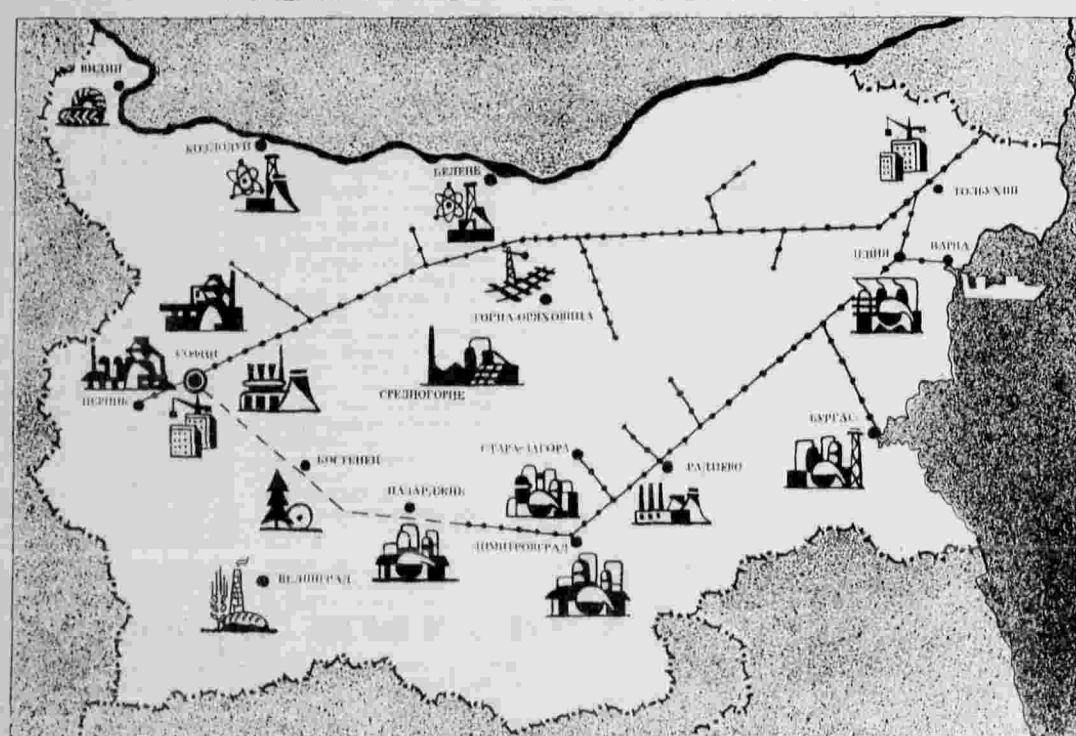 ВИДИН
КОЗЛОДУЙ
БЕЛЕНЕ
ТОЛБУХИН
ДЕВНЯ
ВАРНА
ГОРНА-ОРЯХОВИЦА
СОФИЯ
ПЕРНИК
СРЕДНОГОРИЕ
БУРГАС
КОСТЕНЕЦ
СТАРА-ЗАГОРА
РАДНЕВО
ПАЗАРДЖИК
ДИМИТРОВГРАД
ВЕЛИНГРАД